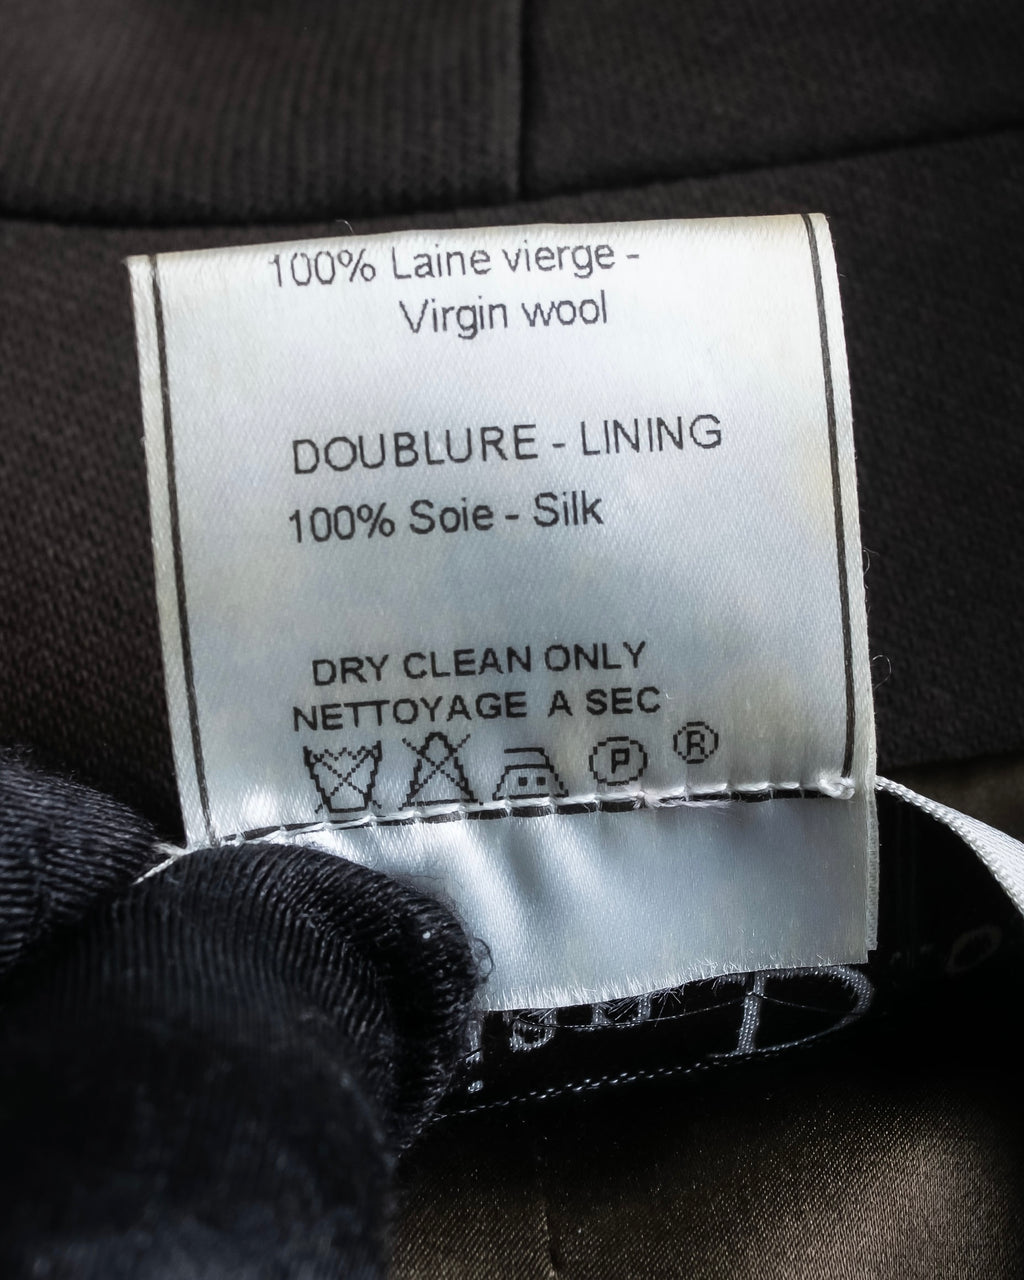 100% Laine vierge -
Virgin wool
DOUBLURE - LINING
100% Soie - Silk
DRY CLEAN ONLY
NETTOYAGE A SEC
P ®